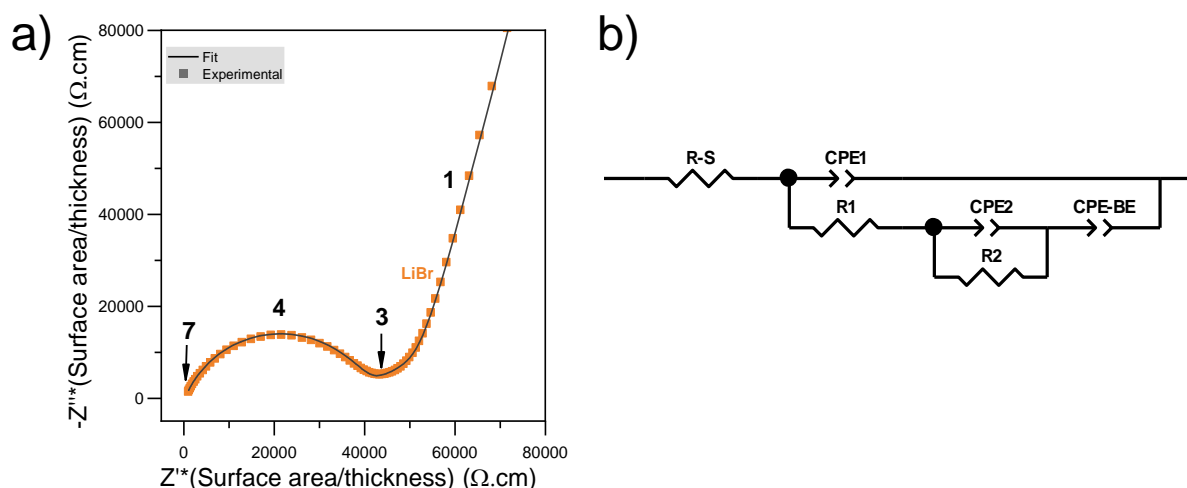 a)
-Z''*(Surface area/thickness) (Ω.cm)
80000
60000
40000
20000
0
Fit
Experimental
1
LiBr
4
3
7
0
20000
40000
60000
80000
Z'*(Surface area/thickness) (Ω.cm)
b)
R-S
CPE1
R1
CPE2
CPE-BE
R2